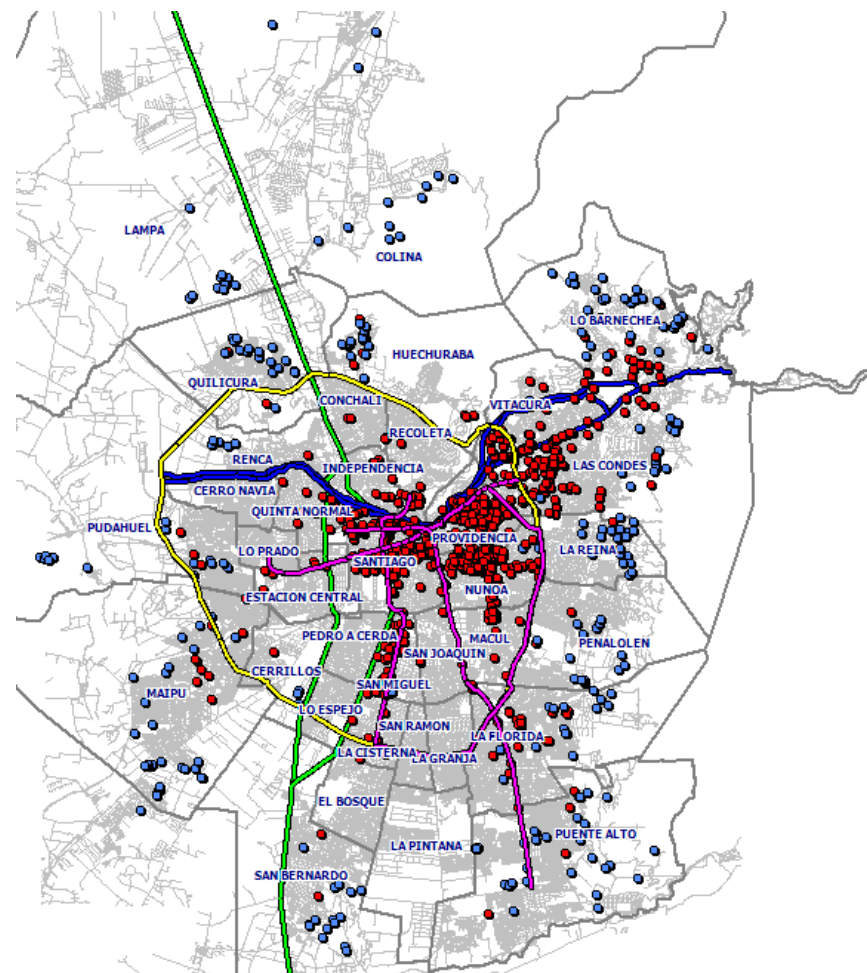 LAMPA
COLINA
LO BARNECHEA
HUECHURABA
QUILICURA
CONCHALI
VITACURA
RECOLETA
RENCA
INDEPENDENCIA
LAS CONDES
CERRO NAVIA
QUINTA NORMAL
PUDAHUEL
PROVIDENCIA
LO PRADO
LA REINA
SANTIAGO
NUNOA
ESTACION CENTRAL
PEDRO A CERDA
MACUL
PENALOLEN
SAN JOAQUIN
CERRILLOS
SAN MIGUEL
MAIPU
LO ESPEJO
SAN RAMON
LA FLORIDA
LA CISTERNA
LA GRANJA
EL BOSQUE
PUENTE ALTO
LA PINTANA
SAN BERNARDO